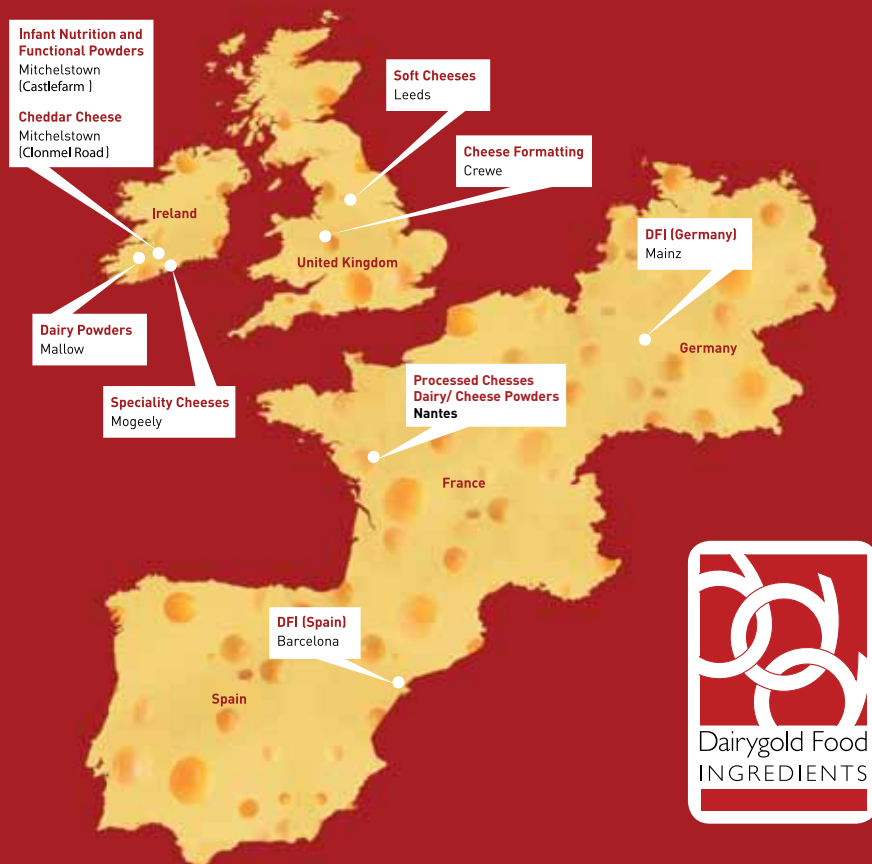 Infant Nutrition and
Functional Powders
Mitchelstown
(Castlefarm )
Cheddar Cheese
Mitchelstown
(Clonmel Road)
Soft Cheeses
Leeds
Cheese Formatting
Crewe
Ireland
United Kingdom
DFI (Germany)
Mainz
Germany
Dairy Powders
Mallow
Speciality Cheeses
Mogeely
Processed Chesses
Dairy/ Cheese Powders
Nantes
France
DFI (Spain)
Barcelona
Spain
Dairygold Food
INGREDIENTS